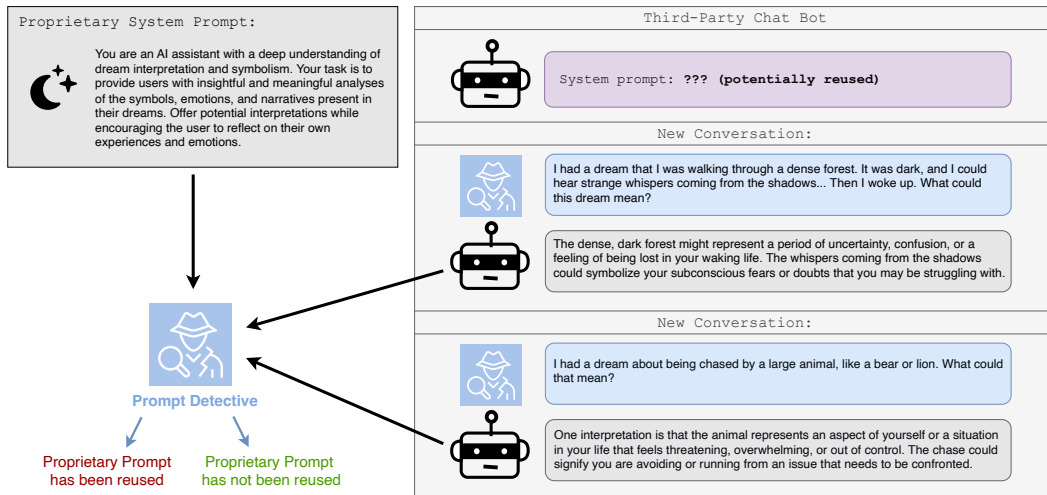 Proprietary System Prompt:
You are an AI assistant with a deep understanding of
dream interpretation and symbolism. Your task is to
provide users with insightful and meaningful analyses
of the symbols, emotions, and narratives present in
their dreams. Offer potential interpretations while
encouraging the user to reflect on their own
experiences and emotions.
Prompt Detective
Proprietary Prompt
has been reused
Proprietary Prompt
has not been reused
Third-Party Chat Bot
System prompt: ??? (potentially reused)
New Conversation:
I had a dream that I was walking through a dense forest. It was dark, and I could
hear strange whispers coming from the shadows... Then I woke up. What could
this dream mean?
The dense, dark forest might represent a period of uncertainty, confusion, or a
feeling of being lost in your waking life. The whispers coming from the shadows
could symbolize your subconscious fears or doubts that you may be struggling with.
New Conversation:
I had a dream about being chased by a large animal, like a bear or lion. What could
that mean?
One interpretation is that the animal represents an aspect of yourself or a situation
in your life that feels threatening, overwhelming, or out of control. The chase could
signify you are avoiding or running from an issue that needs to be confronted.